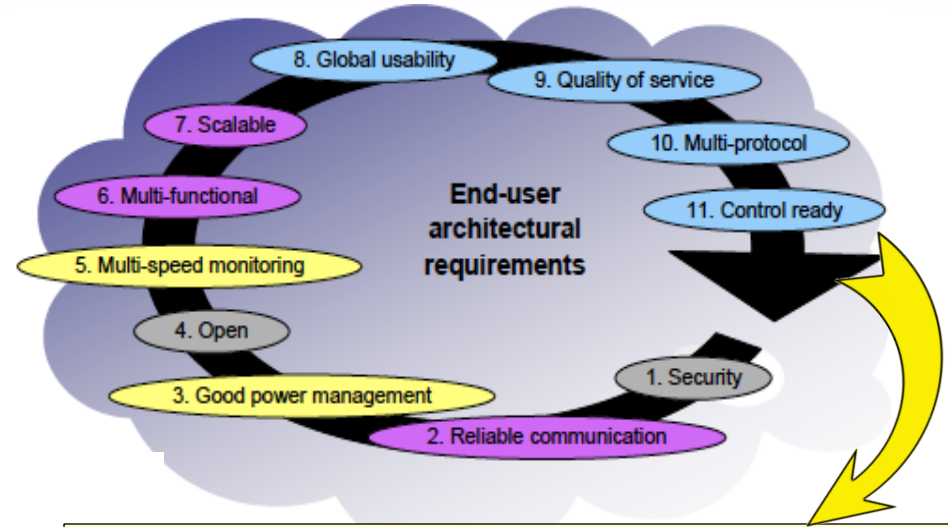 8. Global usability
9. Quality of service
7. Scalable
10. Multi-protocol
6. Multi-functional
End-user
architectural
requirements
11. Control ready
5. Multi-speed monitoring
4. Open
3. Good power management
1. Security
2. Reliable communication